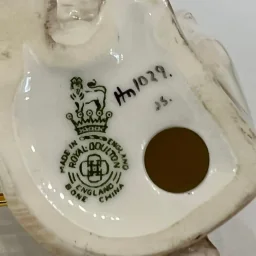 Hn1029.
J.S.
MADE IN ENGLAND
ROYAL DOULTON
ENGLAND
BONE CHINA